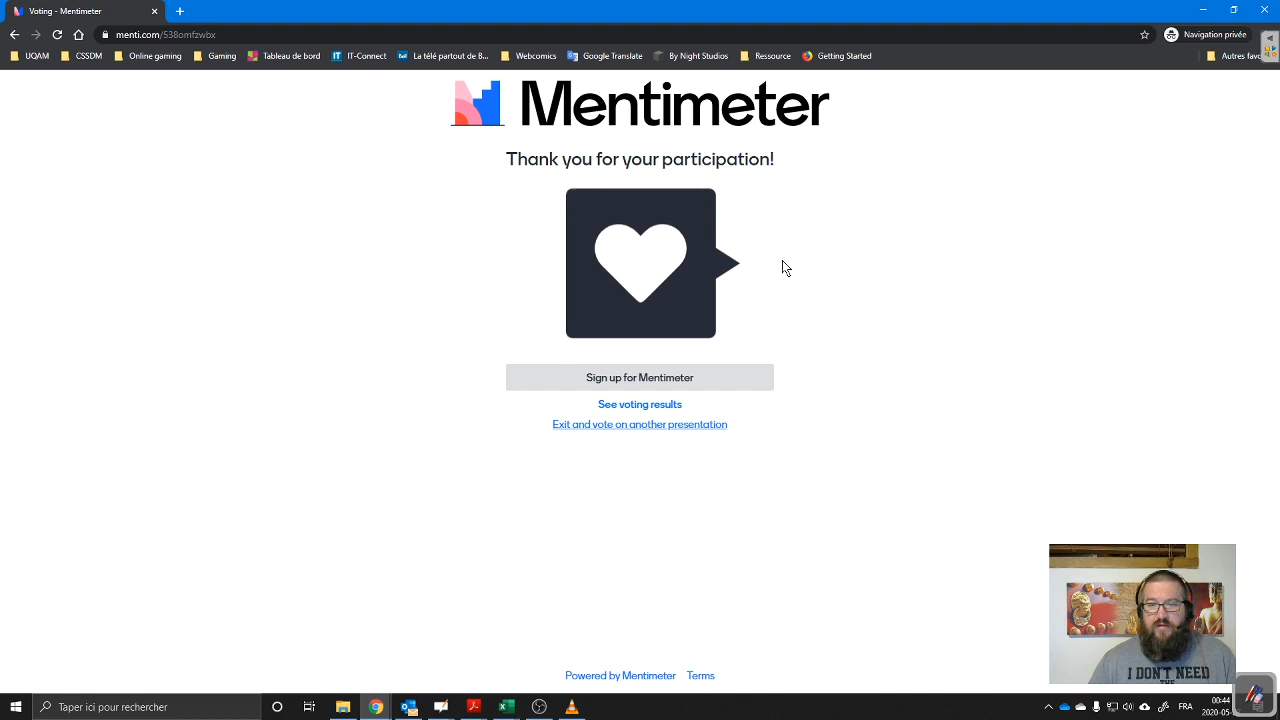 Voting - Mentimeter
menti.com/538omfzwbx
Navigation privée
UQAM
CSSDM
Online gaming
Gaming
Tableau de bord
IT-Connect
La télé partout de B...
Webcomics
Google Translate
By Night Studios
Ressource
Getting Started
Autres favo
Mentimeter
Thank you for your participation!
Sign up for Mentimeter
See voting results
Exit and vote on another presentation
I DON'T NEED
THE
Powered by Mentimeter
Terms
Taper ici pour rechercher
FRA
00:44
2020-05-